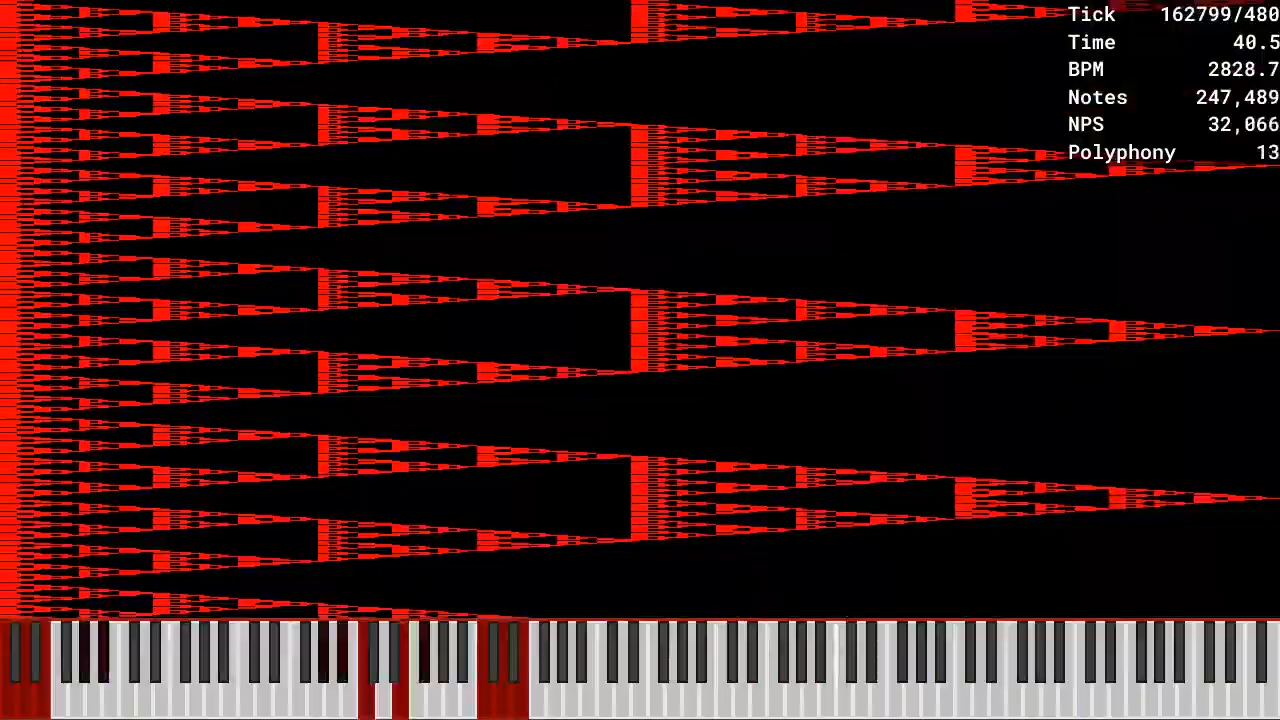 Tick 162799/480
Time 40.5
BPM 2828.7
Notes 247,489
NPS 32,066
Polyphony 13